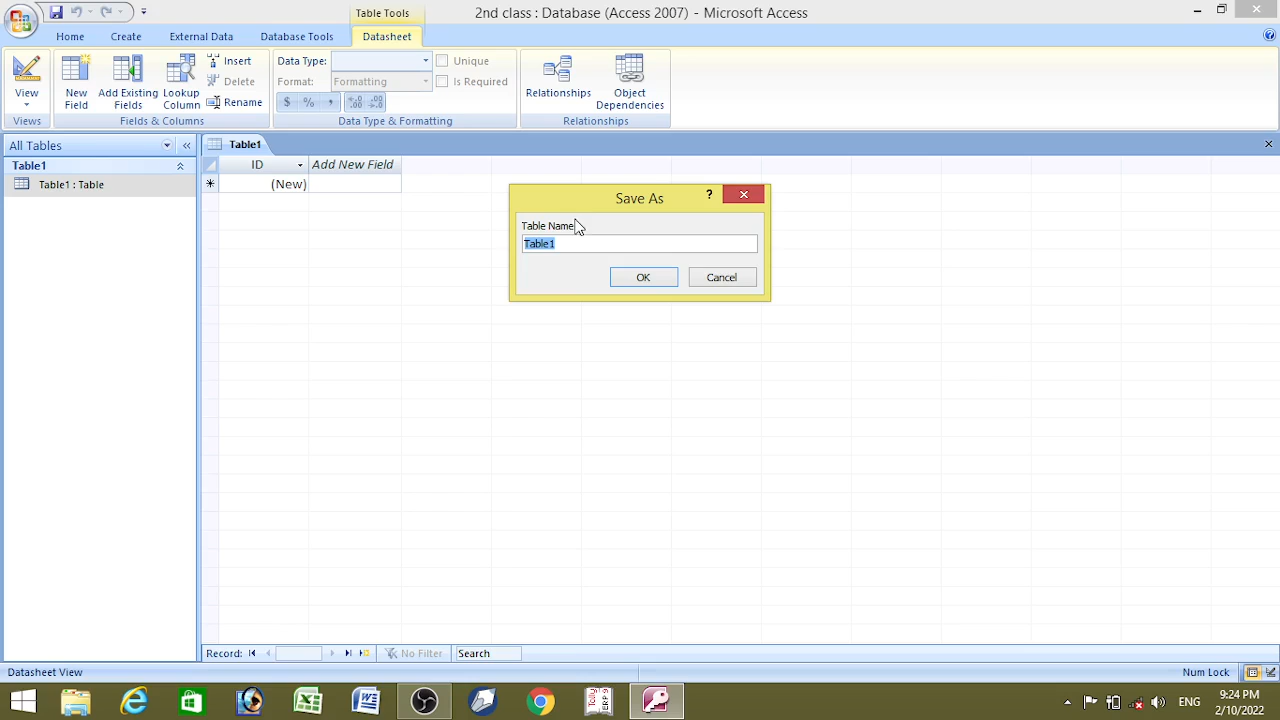 Table Tools
2nd class : Database (Access 2007) - Microsoft Access
Home
Create
External Data
Database Tools
Datasheet
View
Views
New Field
Add Existing Fields
Lookup Column
Insert
Delete
Rename
Fields & Columns
Data Type:
Unique
Format:
Formatting
Is Required
$
%
,
Data Type & Formatting
Relationships
Object Dependencies
Relationships
All Tables
Table1
Table1 : Table
Table1
ID
Add New Field
(New)
Save As
?
Table Name
Table1
OK
Cancel
Record:
No Filter
Search
Datasheet View
Num Lock
ENG
9:24 PM
2/10/2022